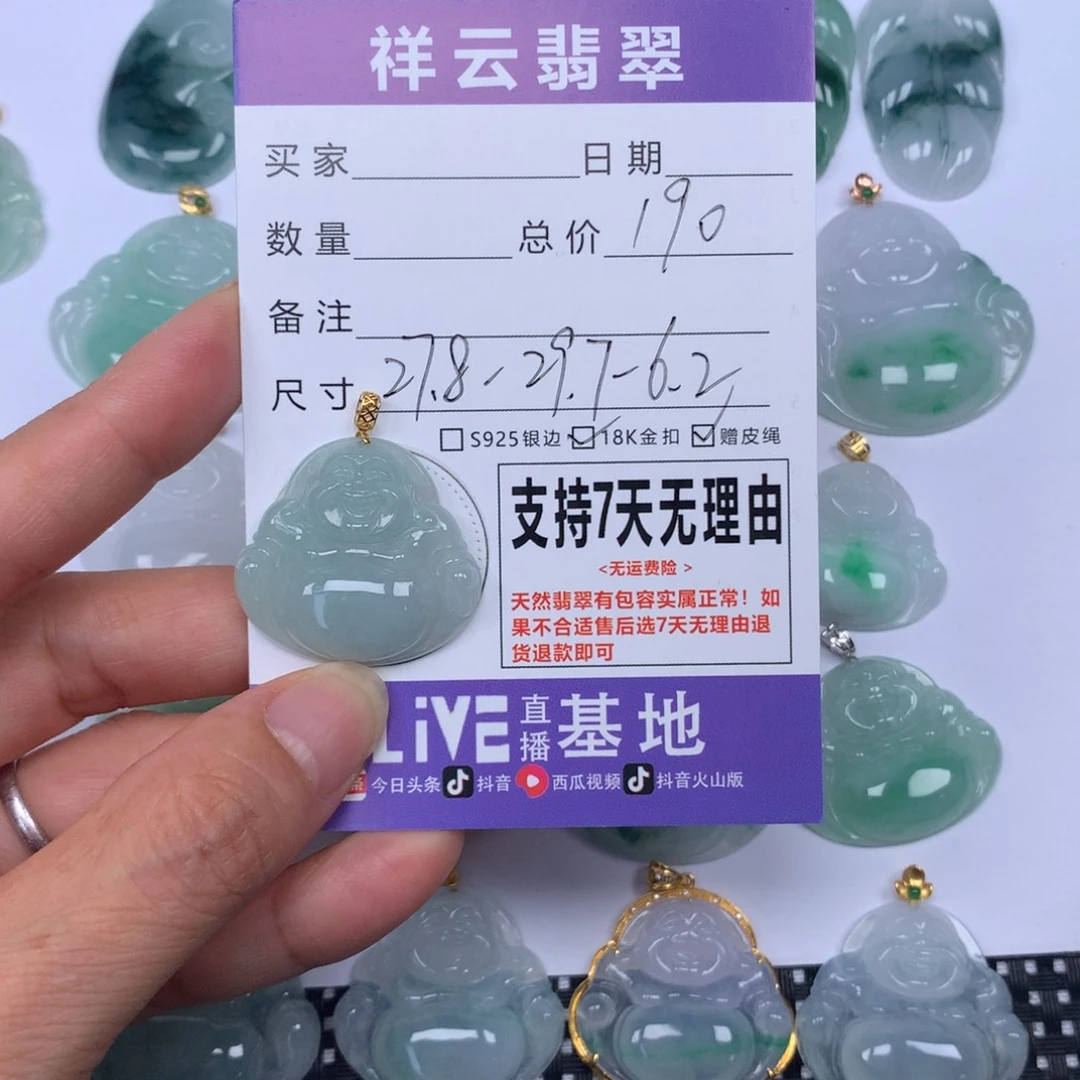 祥云翡翠
买家 日期
数量 总价 190
备注
尺寸 27.8-29.7-6.2
S925银边 18K金扣 赠皮绳
支持7天无理由
<无运费险>
天然翡翠有包容实属正常！如
果不合适售后选7天无理由退
货退款即可
LiVE直播基地
今日头条 抖音 西瓜视频 抖音火山版